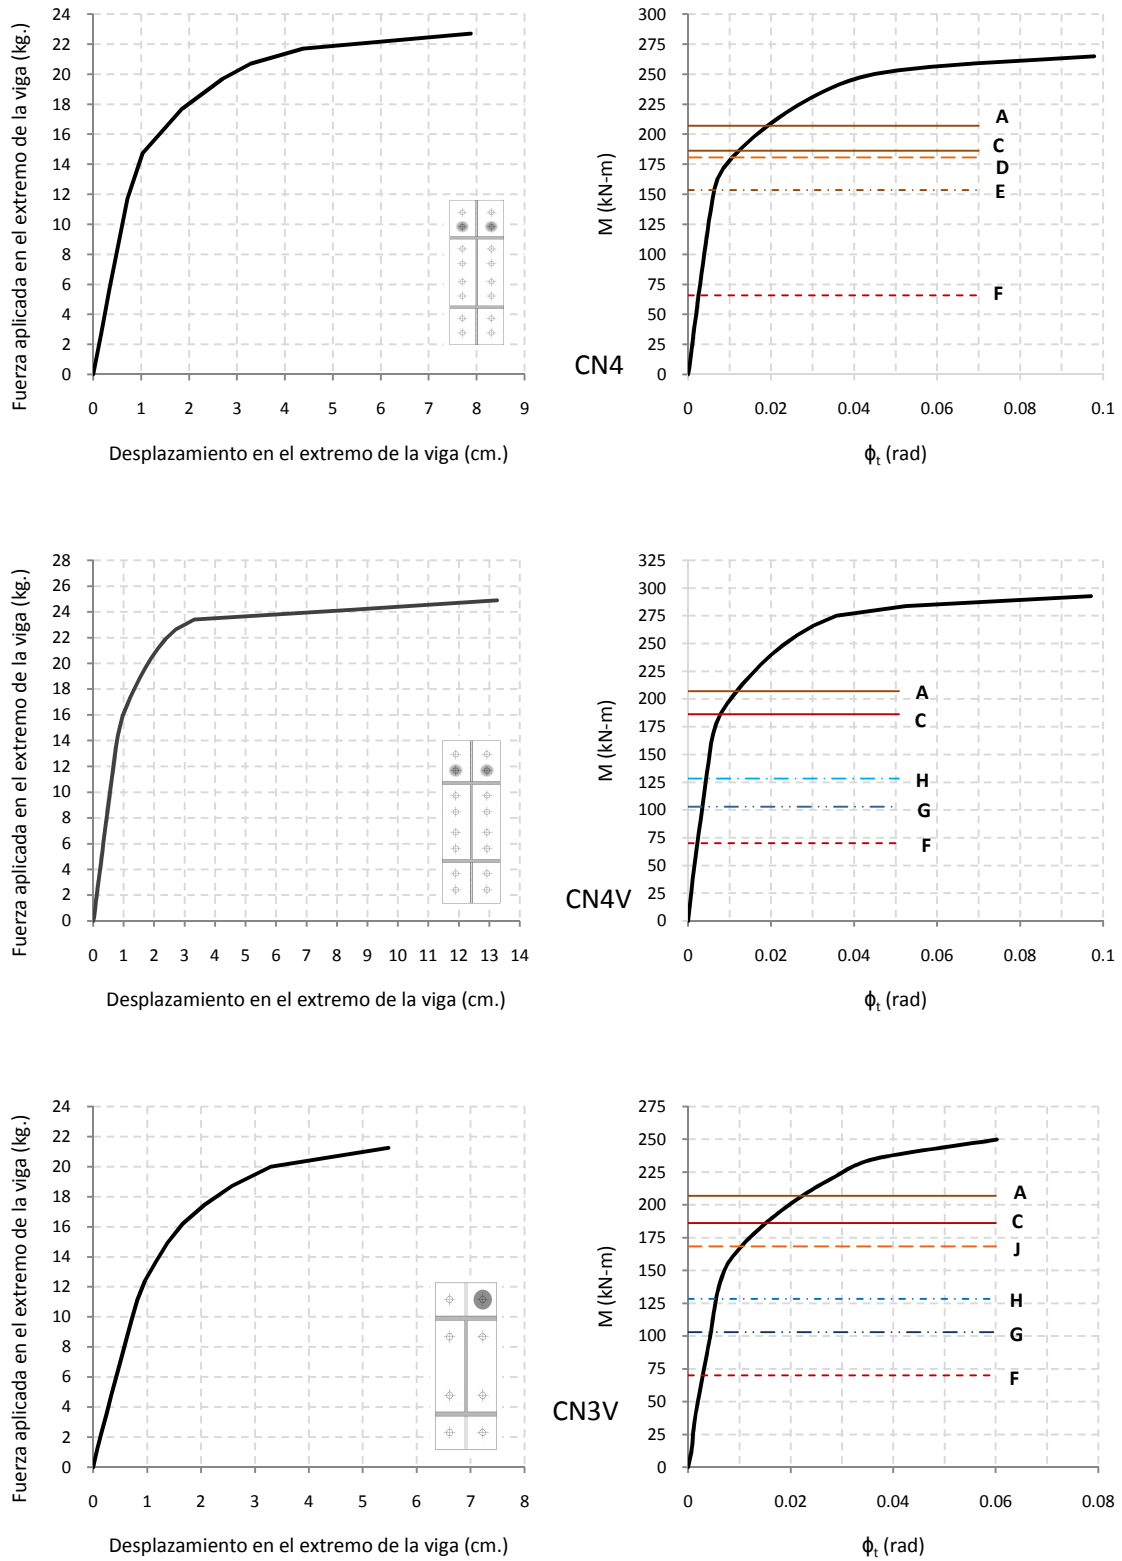 Fuerza aplicada en el extremo de la viga (kg.)
24
22
20
18
16
14
12
10
8
6
4
2
0
0 1 2 3 4 5 6 7 8 9
Desplazamiento en el extremo de la viga (cm.)
CN4
M (kN-m)
300
275
250
225
200
175
150
125
100
75
50
25
0
A
C
D
E
F
0 0.02 0.04 0.06 0.08 0.1
ϕt (rad)
Fuerza aplicada en el extremo de la viga (kg.)
28
26
24
22
20
18
16
14
12
10
8
6
4
2
0
0 1 2 3 4 5 6 7 8 9 10 11 12 13 14
Desplazamiento en el extremo de la viga (cm.)
CN4V
M (kN-m)
325
300
275
250
225
200
175
150
125
100
75
50
25
0
A
C
H
G
F
0 0.02 0.04 0.06 0.08 0.1
ϕt (rad)
Fuerza aplicada en el extremo de la viga (kg.)
24
22
20
18
16
14
12
10
8
6
4
2
0
0 1 2 3 4 5 6 7 8
Desplazamiento en el extremo de la viga (cm.)
CN3V
M (kN-m)
275
250
225
200
175
150
125
100
75
50
25
0
A
C
J
H
G
F
0 0.02 0.04 0.06 0.08
ϕt (rad)